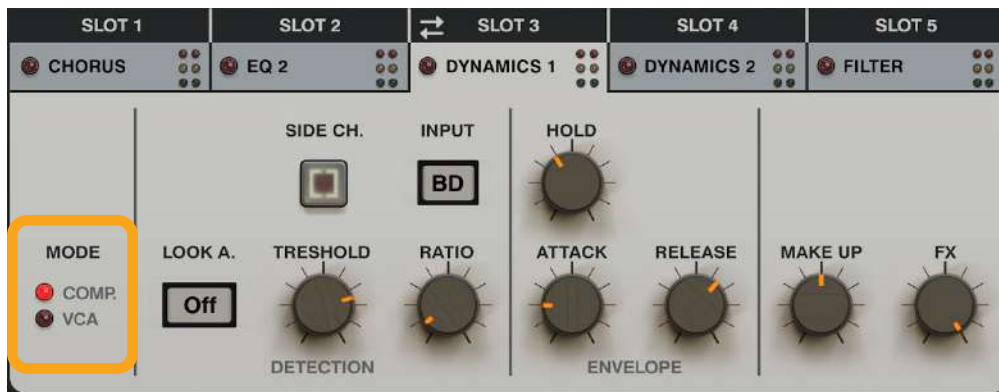 SLOT 1 SLOT 2 SLOT 3 SLOT 4 SLOT 5
CHORUS EQ 2 DYNAMICS 1 DYNAMICS 2 FILTER
SIDE CH. INPUT HOLD
BD
MODE LOOK A. TRESHOLD RATIO ATTACK RELEASE MAKE UP FX
COMP.
Off
VCA
DETECTION ENVELOPE